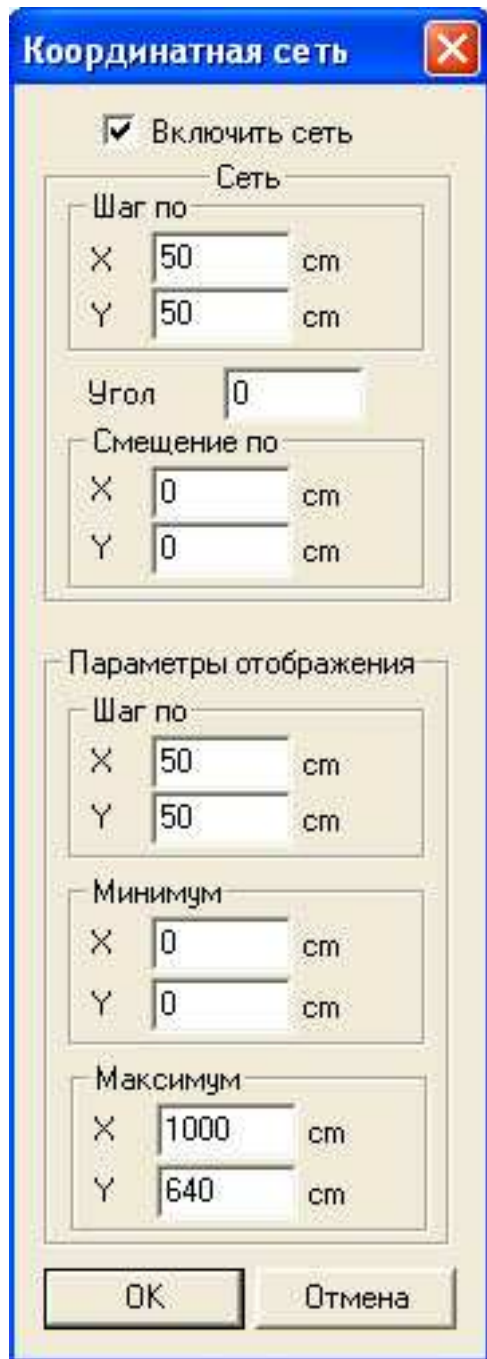 Координатная сеть
Включить сеть
Сеть
Шаг по
X 50 cm
Y 50 cm
Угол 0
Смещение по
X 0 cm
Y 0 cm
Параметры отображения
Шаг по
X 50 cm
Y 50 cm
Минимум
X 0 cm
Y 0 cm
Максимум
X 1000 cm
Y 640 cm
OK Отмена